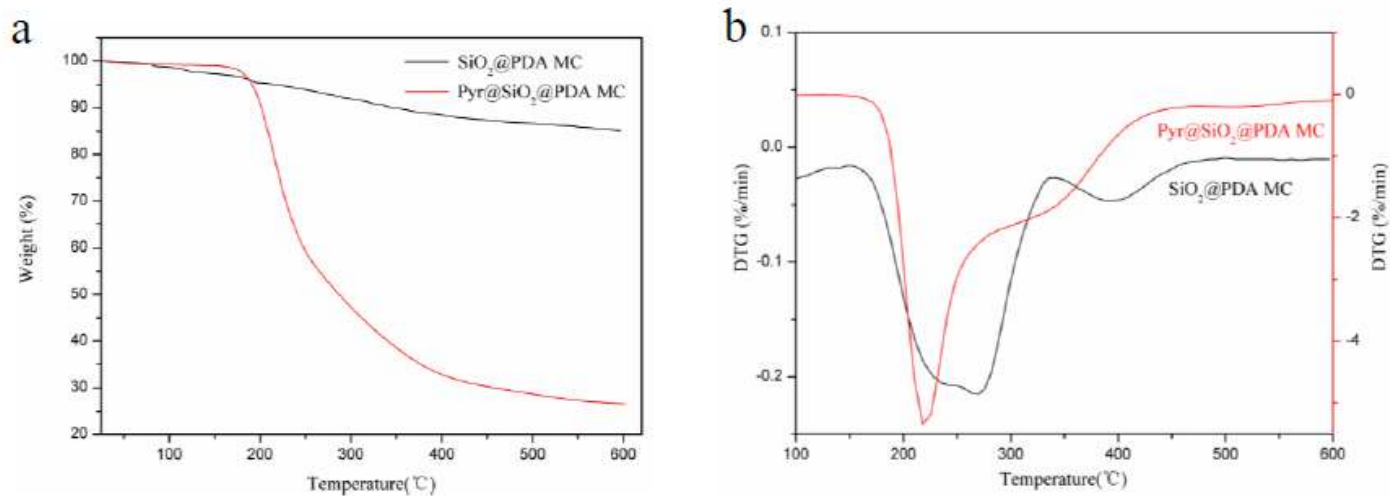 a
SiO₂@PDA MC
Pyr@SiO₂@PDA MC
Weight (%)
100
90
80
70
60
50
40
30
20
100
200
300
400
500
600
Temperature(℃)
b
Pyr@SiO₂@PDA MC
SiO₂@PDA MC
DTG (%/min)
0.1
0.0
-0.1
-0.2
100
200
300
400
500
600
Temperature(℃)
0
-2
-4
DTG (%/min)